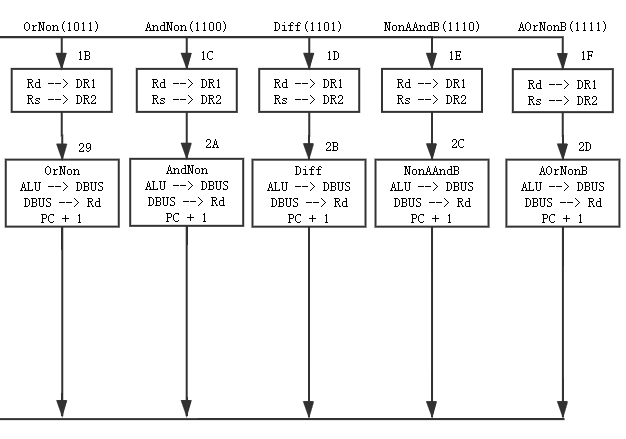 OrNon(1011) AndNon(1100) Diff(1101) NonAAndB(1110) AOrNonB(1111)
1B 1C 1D 1E 1F
Rd --> DR1 Rd --> DR1 Rd --> DR1 Rd --> DR1 Rd --> DR1
Rs --> DR2 Rs --> DR2 Rs --> DR2 Rs --> DR2 Rs --> DR2
29 2A 2B 2C 2D
OrNon AndNon Diff NonAAndB AOrNonB
ALU --> DBUS ALU --> DBUS ALU --> DBUS ALU --> DBUS ALU --> DBUS
DBUS --> Rd DBUS --> Rd DBUS --> Rd DBUS --> Rd DBUS --> Rd
PC + 1 PC + 1 PC + 1 PC + 1 PC + 1